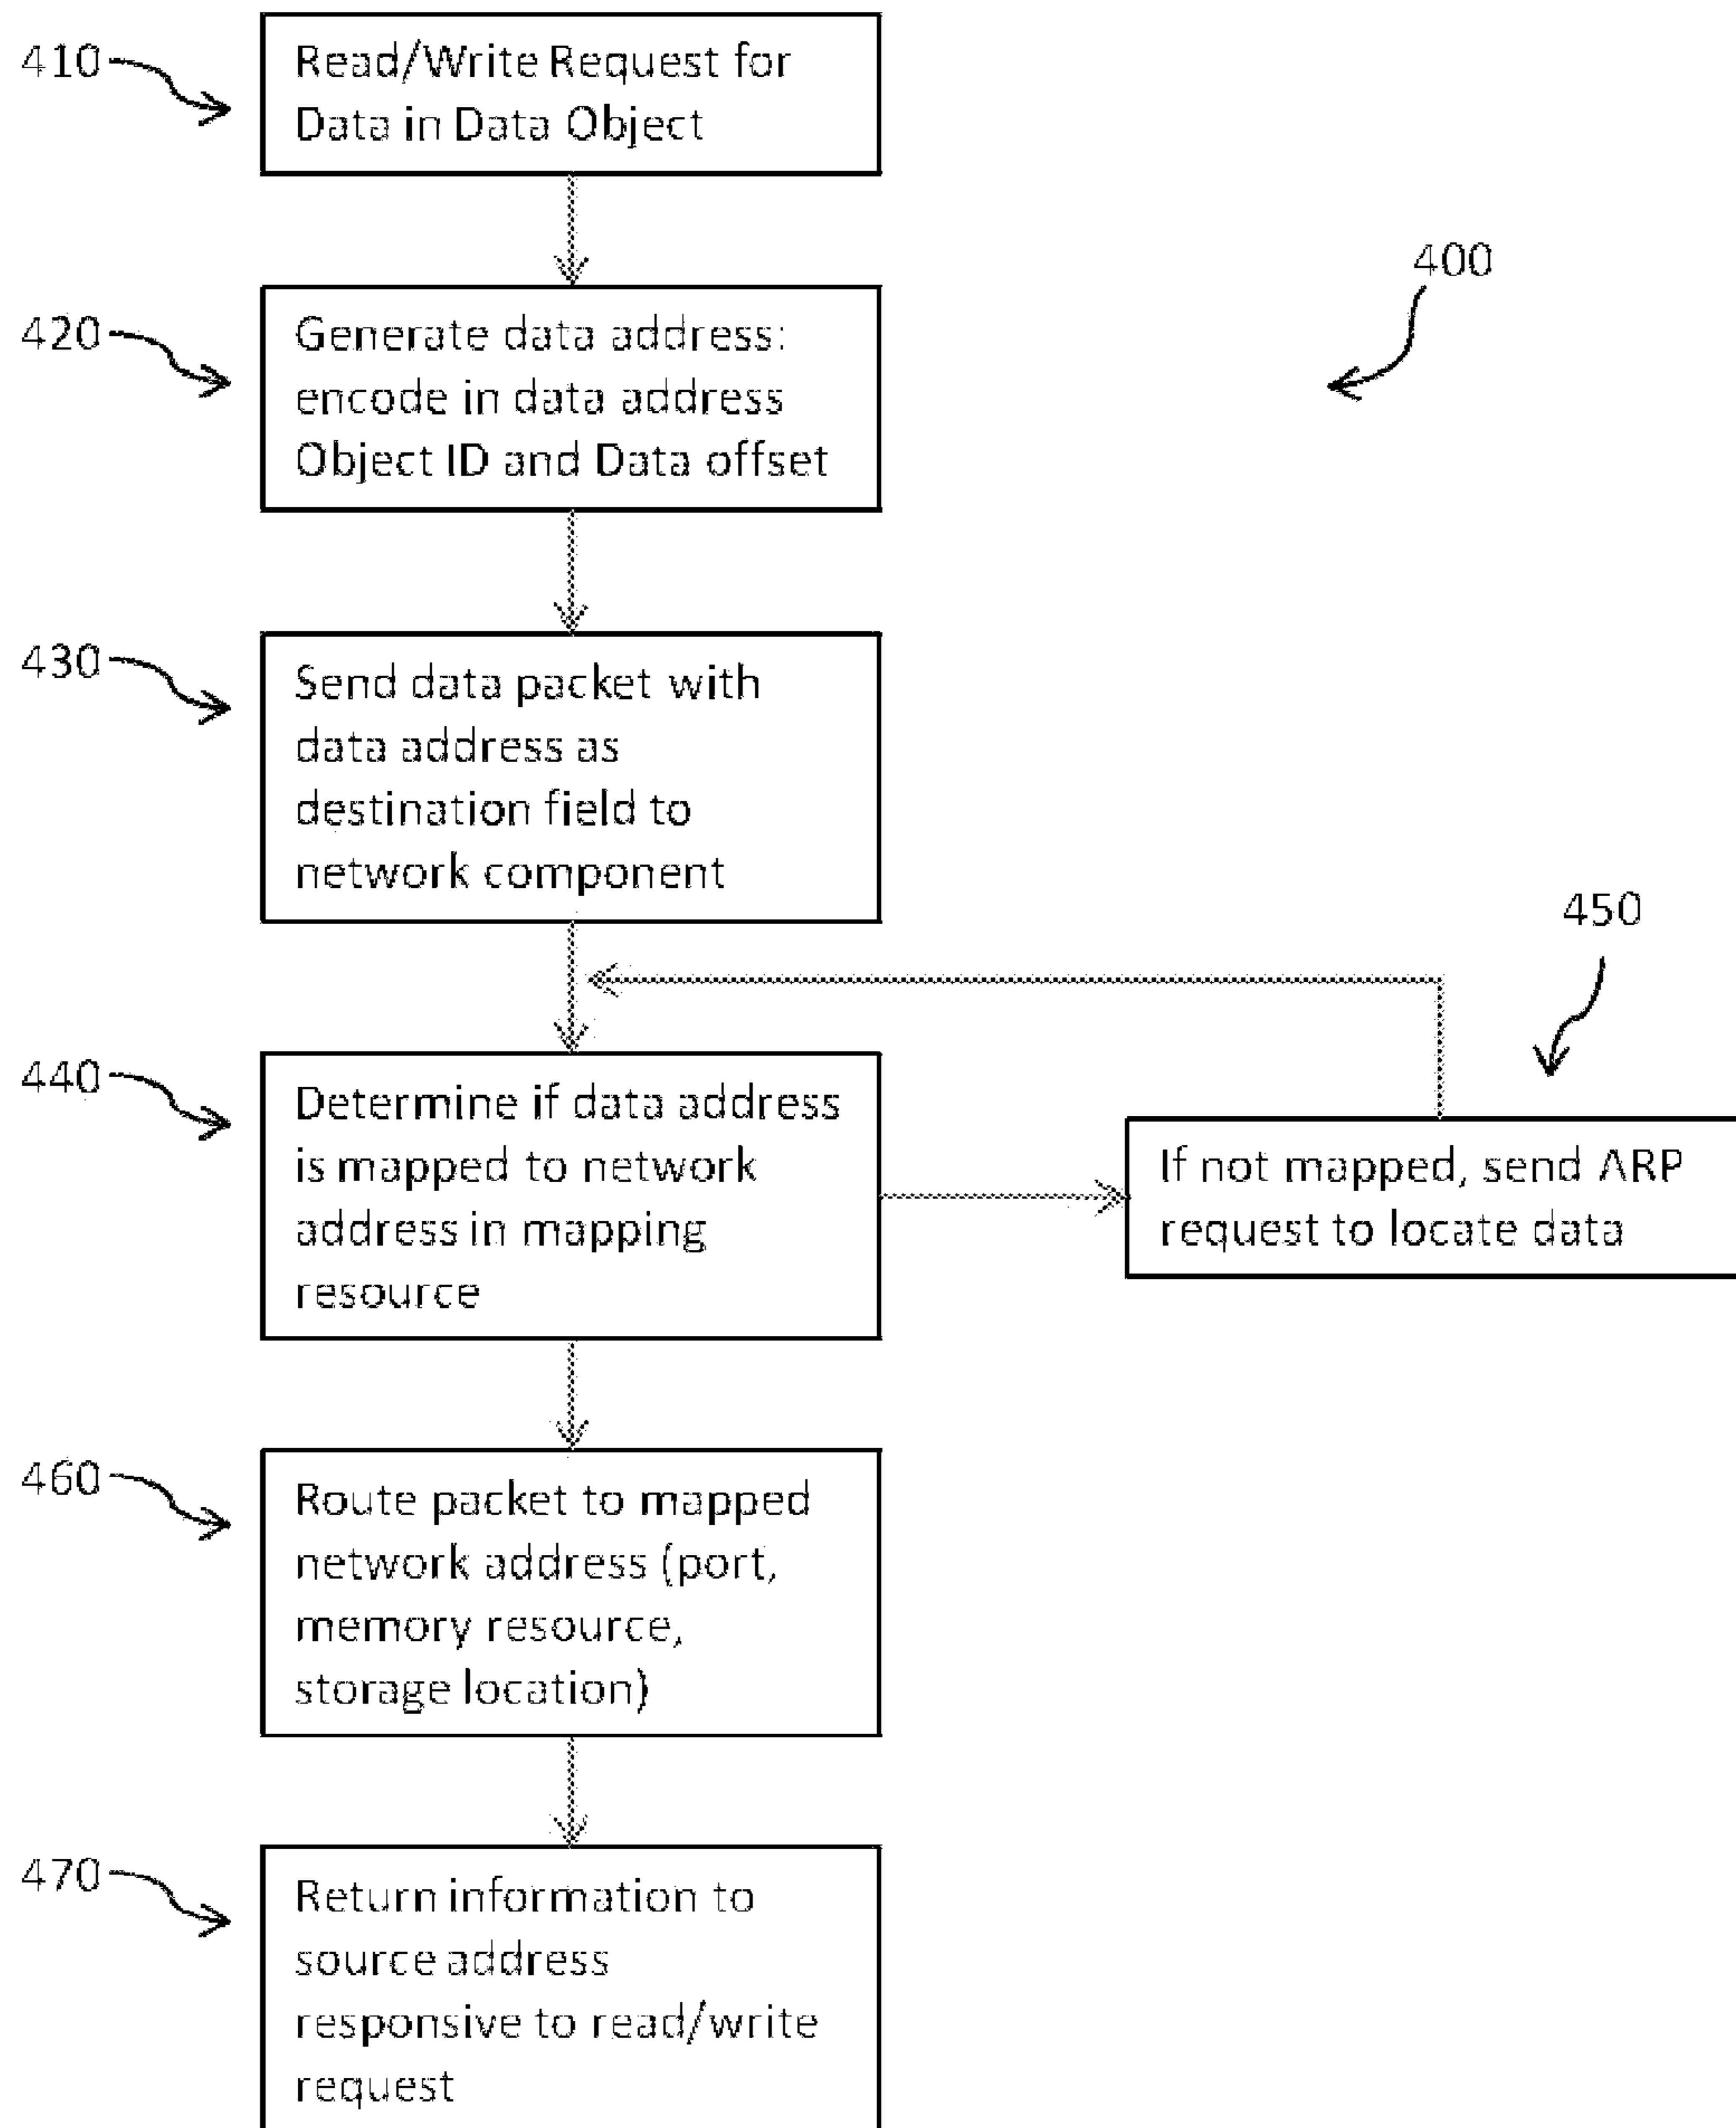 410
Read/Write Request for
Data in Data Object
400
420
Generate data address:
encode in data address
Object ID and Data offset
430
Send data packet with
data address as
destination field to
network component
450
440
Determine if data address
is mapped to network
address in mapping
resource
If not mapped, send ARP
request to locate data
460
Route packet to mapped
network address (port,
memory resource,
storage location)
470
Return information to
source address
responsive to read/write
request